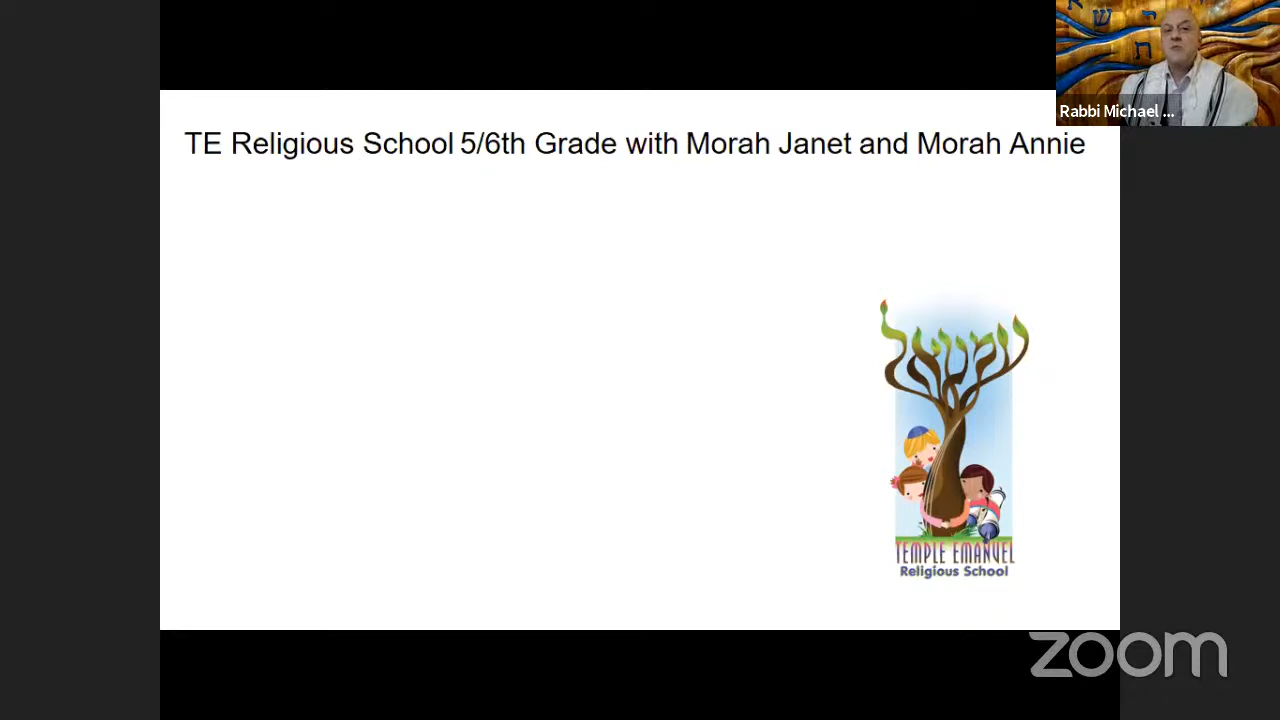 TE Religious School 5/6th Grade with Morah Janet and Morah Annie
Rabbi Michael ...
עמנואל
TEMPLE EMANUEL
Religious School
zoom